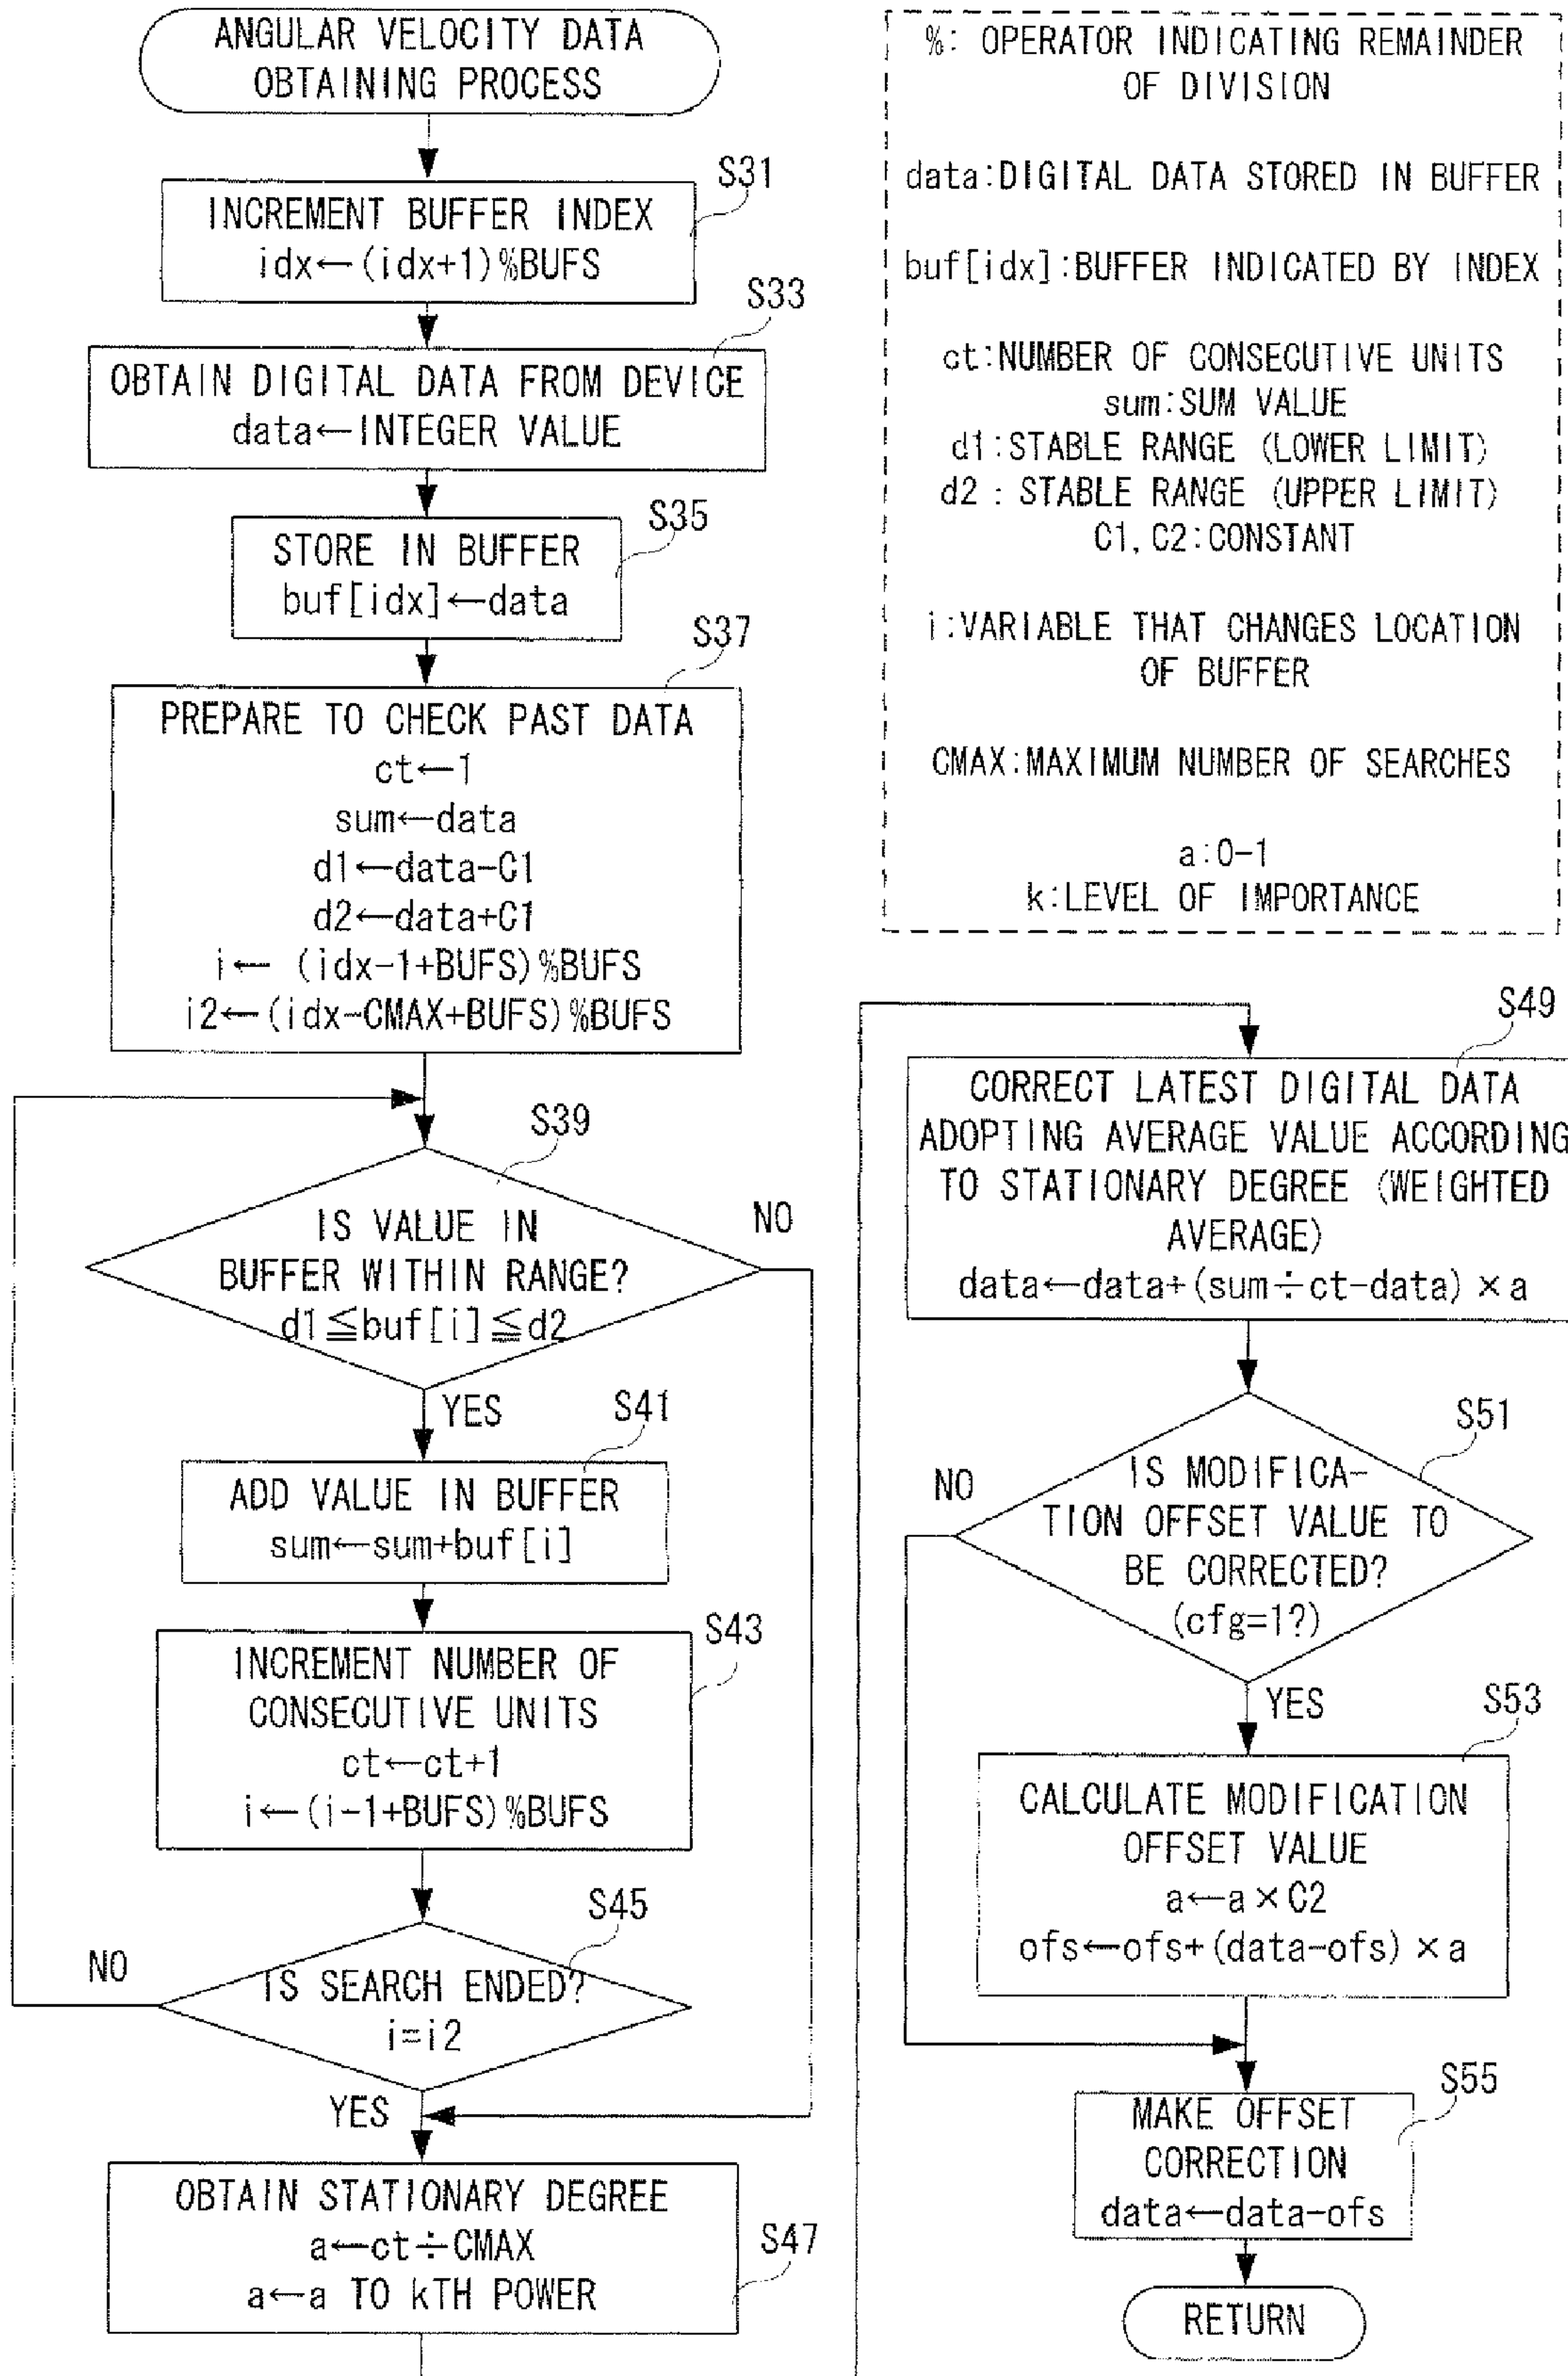 ANGULAR VELOCITY DATA
OBTAINING PROCESS
S31
INCREMENT BUFFER INDEX
idx←(idx+1)%BUFS
S33
OBTAIN DIGITAL DATA FROM DEVICE
data←INTEGER VALUE
S35
STORE IN BUFFER
buf[idx]←data
S37
PREPARE TO CHECK PAST DATA
ct←1
sum←data
d1←data-C1
d2←data+C1
i← (idx-1+BUFS)%BUFS
i2←(idx-CMAX+BUFS)%BUFS
S39
IS VALUE IN
BUFFER WITHIN RANGE?
d1≦buf[i]≦d2
NO
YES
S41
ADD VALUE IN BUFFER
sum←sum+buf[i]
S43
INCREMENT NUMBER OF
CONSECUTIVE UNITS
ct←ct+1
i←(i-1+BUFS)%BUFS
S45
NO
IS SEARCH ENDED?
i=i2
YES
OBTAIN STATIONARY DEGREE
a←ct÷CMAX
a←a TO kTH POWER
S47
%: OPERATOR INDICATING REMAINDER
OF DIVISION
data:DIGITAL DATA STORED IN BUFFER
buf[idx]:BUFFER INDICATED BY INDEX
ct:NUMBER OF CONSECUTIVE UNITS
sum:SUM VALUE
d1:STABLE RANGE (LOWER LIMIT)
d2 : STABLE RANGE (UPPER LIMIT)
C1, C2:CONSTANT
i:VARIABLE THAT CHANGES LOCATION
OF BUFFER
CMAX:MAXIMUM NUMBER OF SEARCHES
a:0-1
k:LEVEL OF IMPORTANCE
S49
CORRECT LATEST DIGITAL DATA
ADOPTING AVERAGE VALUE ACCORDING
TO STATIONARY DEGREE (WEIGHTED
AVERAGE)
data←data+(sum÷ct-data)×a
S51
NO
IS MODIFICA-
TION OFFSET VALUE TO
BE CORRECTED?
(cfg=1?)
YES
S53
CALCULATE MODIFICATION
OFFSET VALUE
a←a×C2
ofs←ofs+(data-ofs)×a
S55
MAKE OFFSET
CORRECTION
data←data-ofs
RETURN